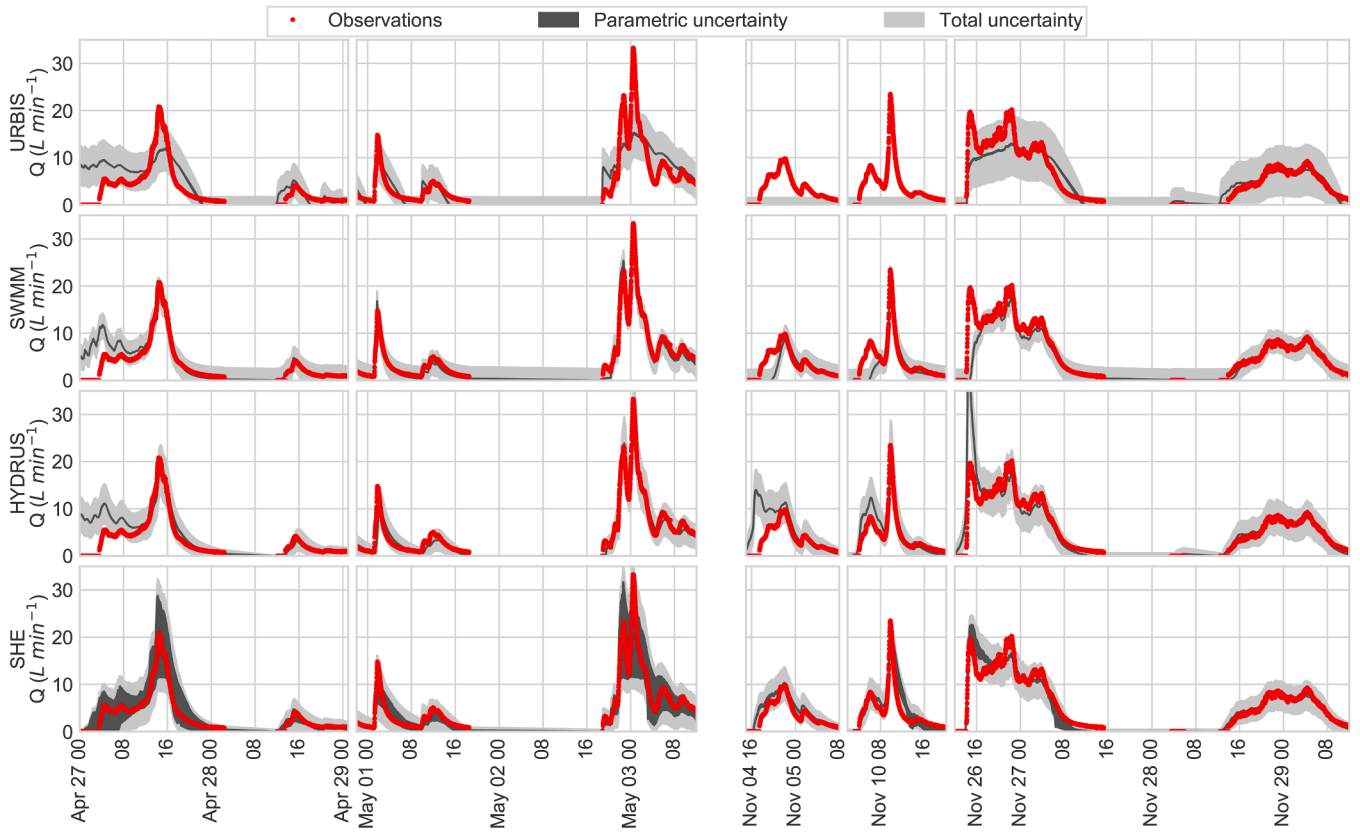 Observations Parametric uncertainty Total uncertainty
URBIS
Q (L min⁻¹)
30
20
10
0
SWMM
Q (L min⁻¹)
30
20
10
0
HYDRUS
Q (L min⁻¹)
30
20
10
0
SHE
Q (L min⁻¹)
30
20
10
0
Apr 27 00 08 16 Apr 28 00 08 16 Apr 29 00 May 01 00 08 16 May 02 00 08 16 May 03 00 08 Nov 04 16 Nov 05 00 08 Nov 10 08 16 Nov 26 16 Nov 27 00 08 16 Nov 28 00 08 16 Nov 29 00 08